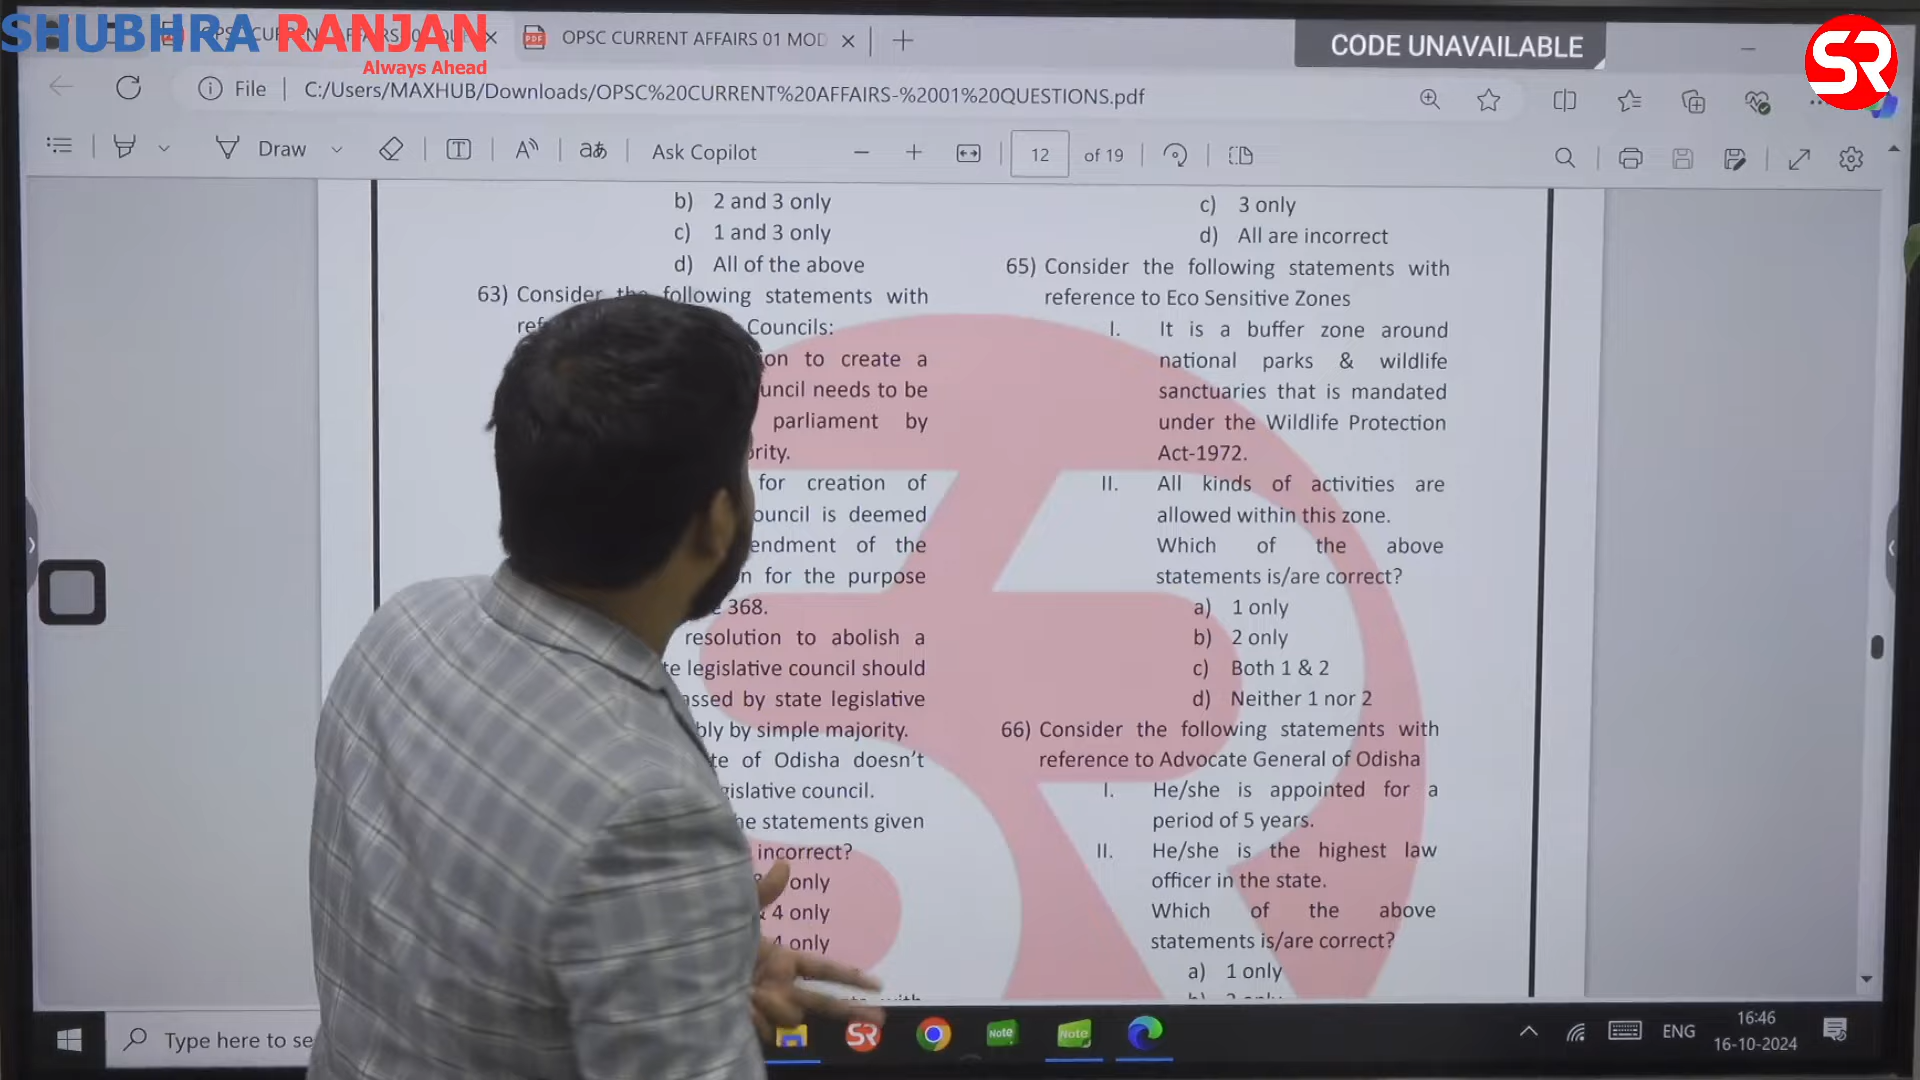 SHUBHRA RANJAN
Always Ahead
OPSC CURRENT AFFAIRS 01 MOD
CODE UNAVAILABLE
SR
File
C:/Users/MAXHUB/Downloads/OPSC%20CURRENT%20AFFAIRS-%2001%20QUESTIONS.pdf
Draw
aあ
Ask Copilot
12 of 19
b) 2 and 3 only
c) 1 and 3 only
d) All of the above
63) Consider the following statements with
Councils:
to create a
needs to be
parliament by
for creation of
is deemed
of the
for the purpose
368.
resolution to abolish a
legislative council should
by state legislative
by simple majority.
of Odisha doesn't
council.
statements given
incorrect?
only
4 only
4 only
c) 3 only
d) All are incorrect
65) Consider the following statements with
reference to Eco Sensitive Zones
I. It is a buffer zone around
national parks & wildlife
sanctuaries that is mandated
under the Wildlife Protection
Act-1972.
II. All kinds of activities are
allowed within this zone.
Which of the above
statements is/are correct?
a) 1 only
b) 2 only
c) Both 1 & 2
d) Neither 1 nor 2
66) Consider the following statements with
reference to Advocate General of Odisha
I. He/she is appointed for a
period of 5 years.
II. He/she is the highest law
officer in the state.
Which of the above
statements is/are correct?
a) 1 only
Type here to se
SR
Note
Note
ENG
16:46
16-10-2024